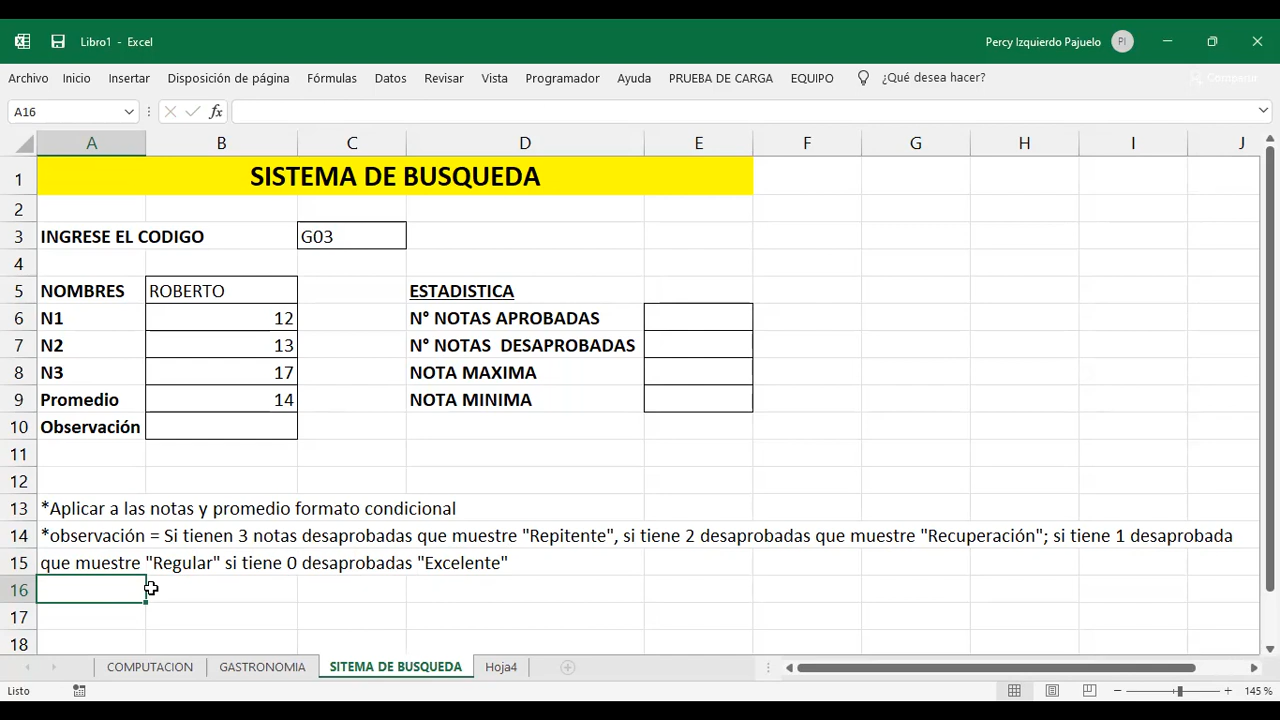 Libro1 - Excel
Percy Izquierdo Pajuelo PI
Archivo Inicio Insertar Disposición de página Fórmulas Datos Revisar Vista Programador Ayuda PRUEBA DE CARGA EQUIPO ¿Qué desea hacer? Compartir
A16 fx
A B C D E F G H I J
1 SISTEMA DE BUSQUEDA
2
3 INGRESE EL CODIGO G03
4
5 NOMBRES ROBERTO ESTADISTICA
6 N1 12 N° NOTAS APROBADAS
7 N2 13 N° NOTAS DESAPROBADAS
8 N3 17 NOTA MAXIMA
9 Promedio 14 NOTA MINIMA
10 Observación
11
12
13 *Aplicar a las notas y promedio formato condicional
14 *observación = Si tienen 3 notas desaprobadas que muestre "Repitente", si tiene 2 desaprobadas que muestre "Recuperación"; si tiene 1 desaprobada
15 que muestre "Regular" si tiene 0 desaprobadas "Excelente"
16
17
18
COMPUTACION GASTRONOMIA SITEMA DE BUSQUEDA Hoja4
Listo 145 %